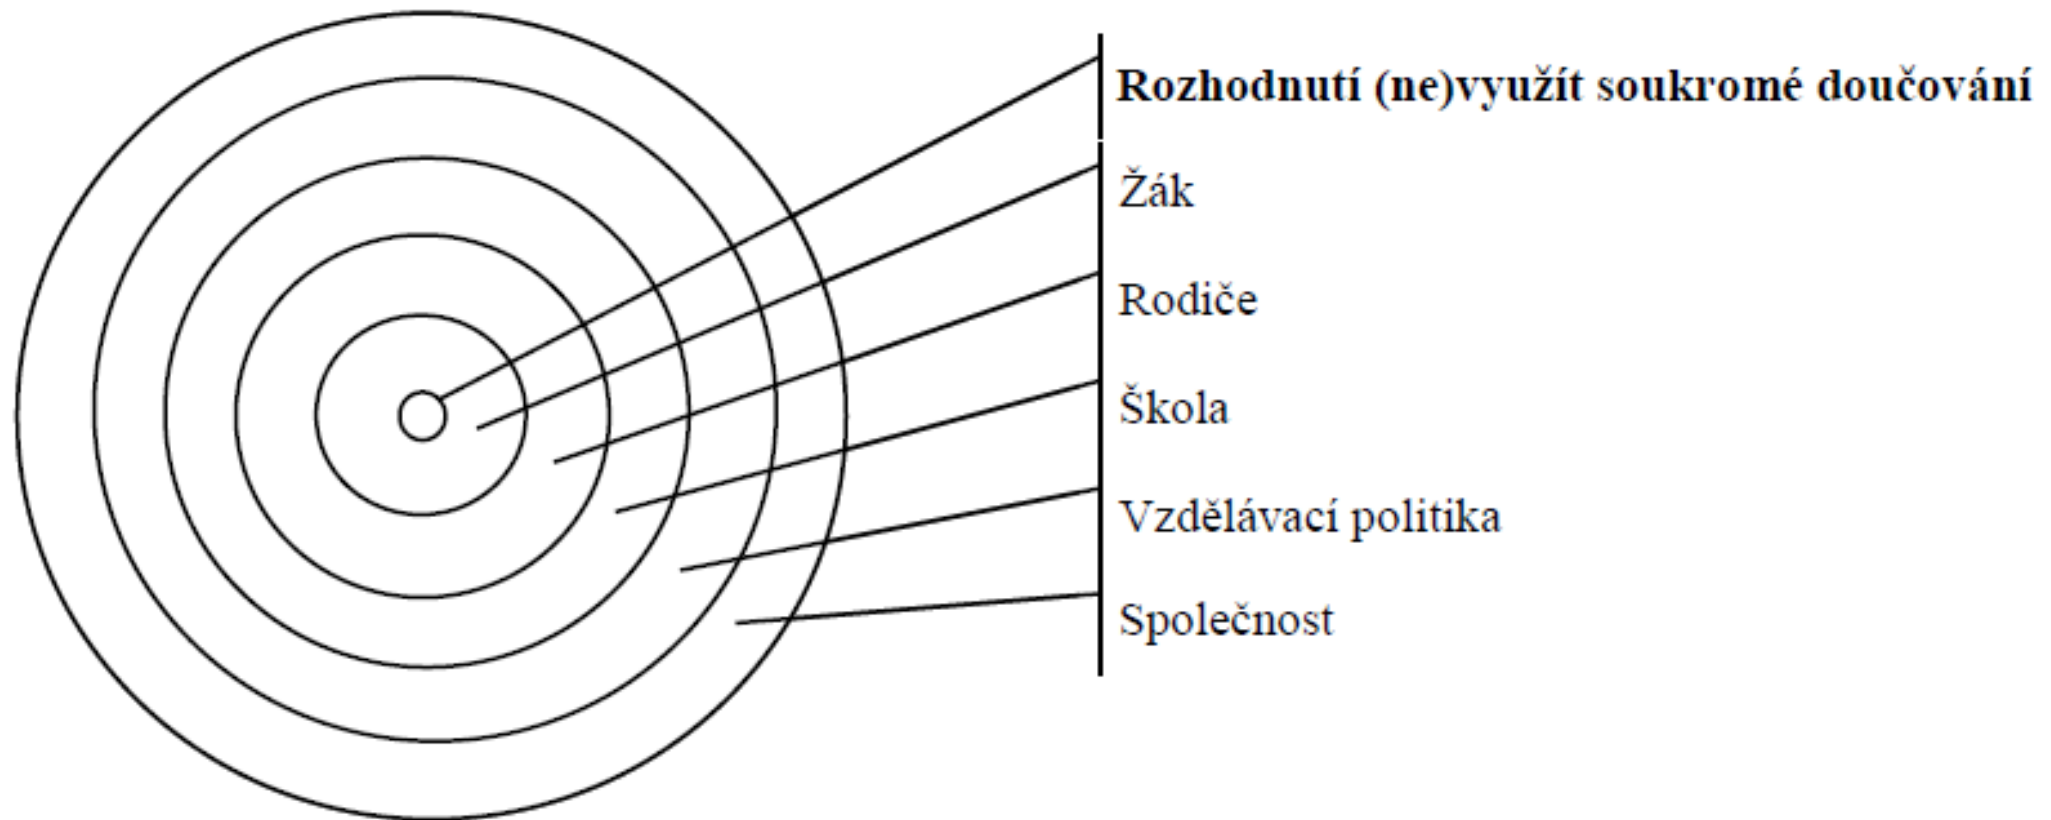 Rozhodnutí (ne)využít soukromé doučování
Žák
Rodiče
Škola
Vzdělávací politika
Společnost